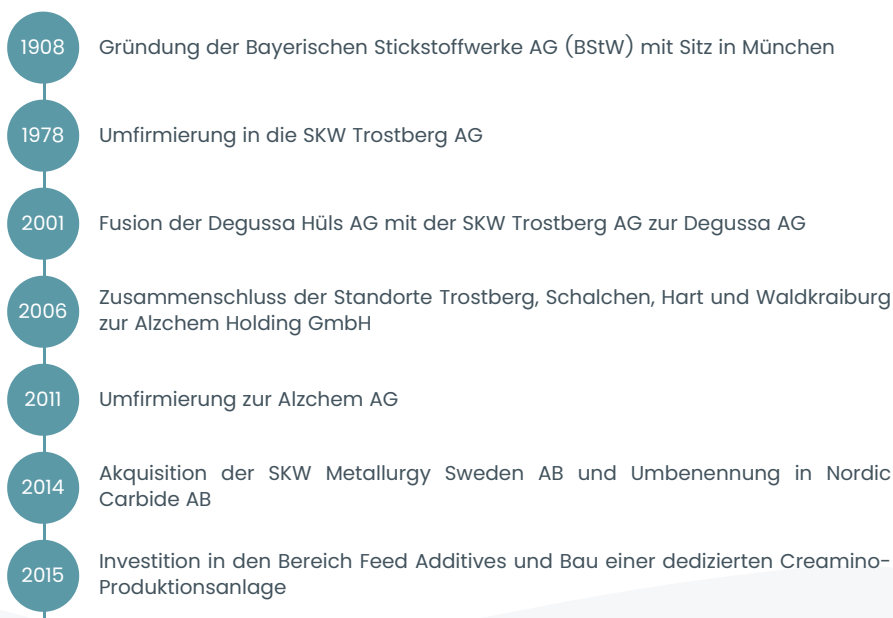 1908
Gründung der Bayerischen Stickstoffwerke AG (BStW) mit Sitz in München
1978
Umfirmierung in die SKW Trostberg AG
2001
Fusion der Degussa Hüls AG mit der SKW Trostberg AG zur Degussa AG
2006
Zusammenschluss der Standorte Trostberg, Schalchen, Hart und Waldkraiburg
zur Alzchem Holding GmbH
2011
Umfirmierung zur Alzchem AG
2014
Akquisition der SKW Metallurgy Sweden AB und Umbenennung in Nordic
Carbide AB
2015
Investition in den Bereich Feed Additives und Bau einer dedizierten Creamino-
Produktionsanlage